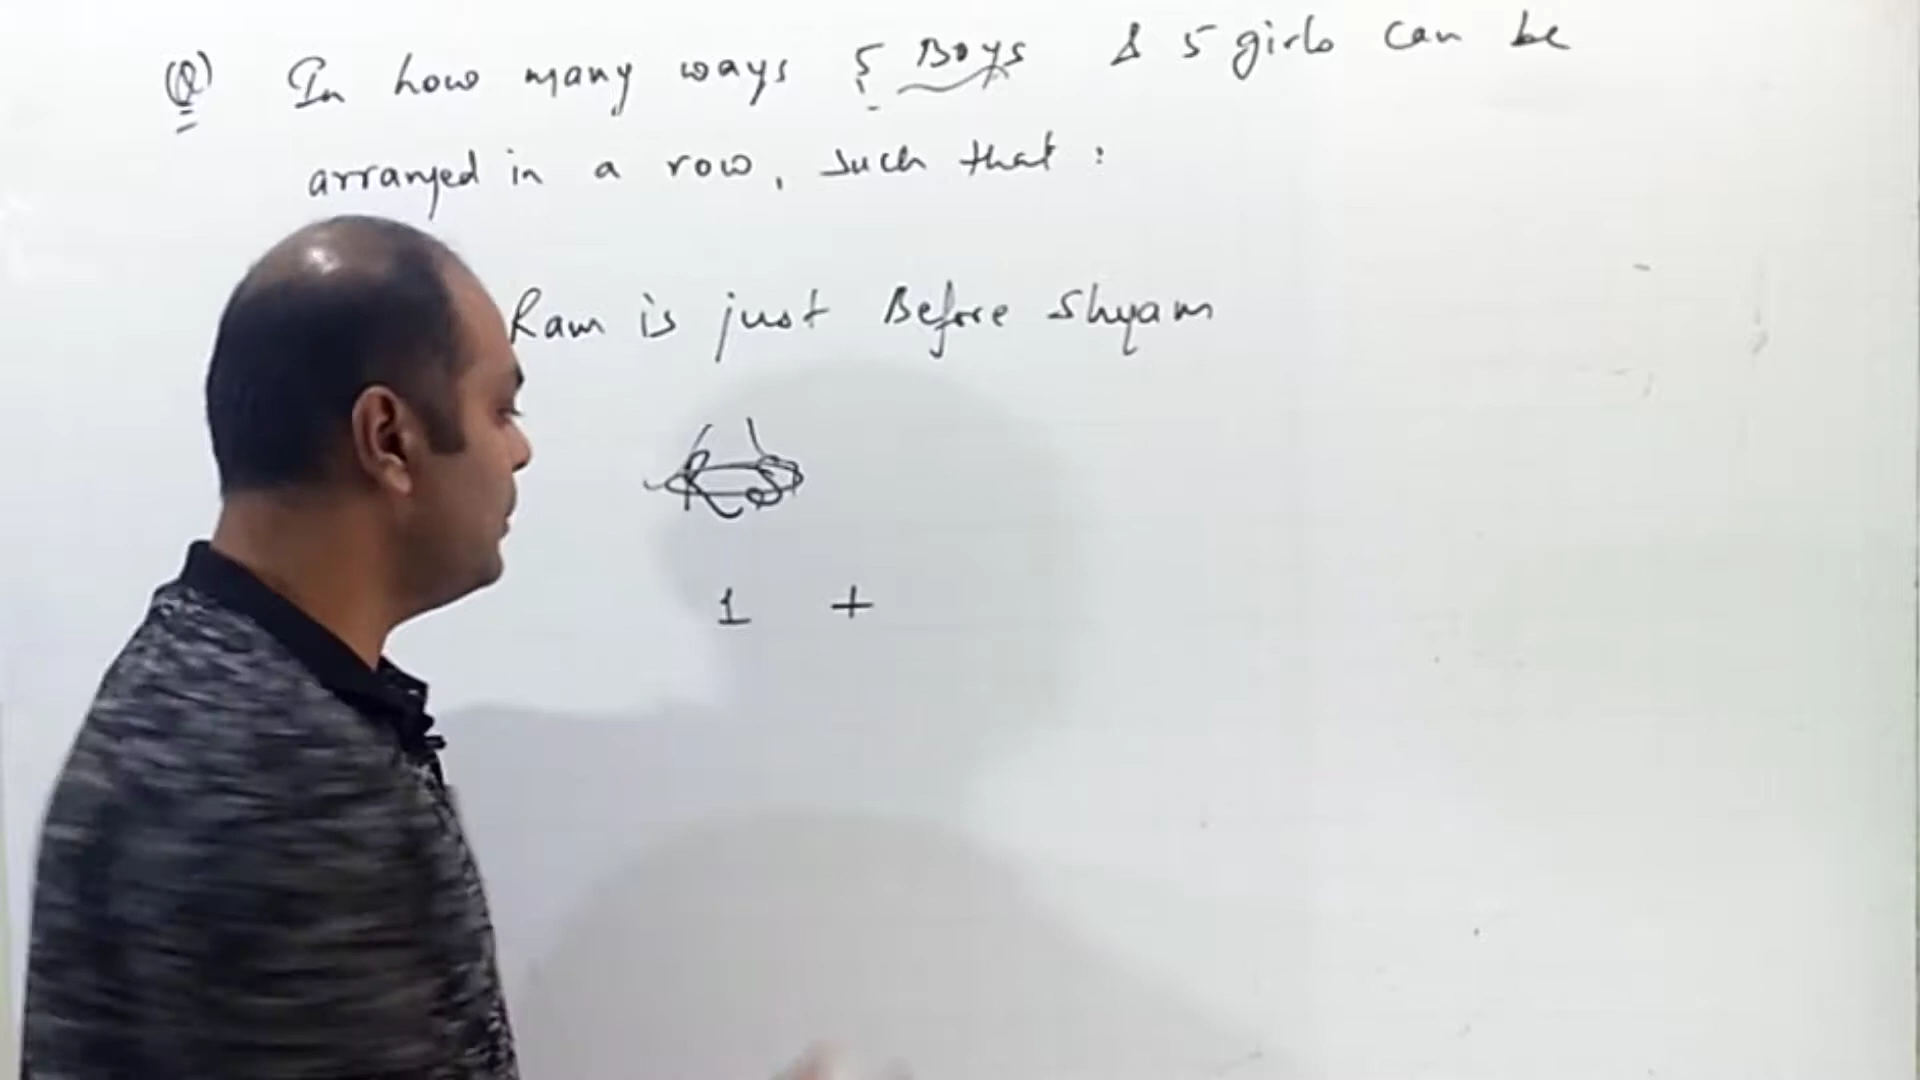 (Q) In how many ways 5 Boys & 5 girls can be
arranged in a row, such that :
Ram is just Before Shyam
R S
1 +